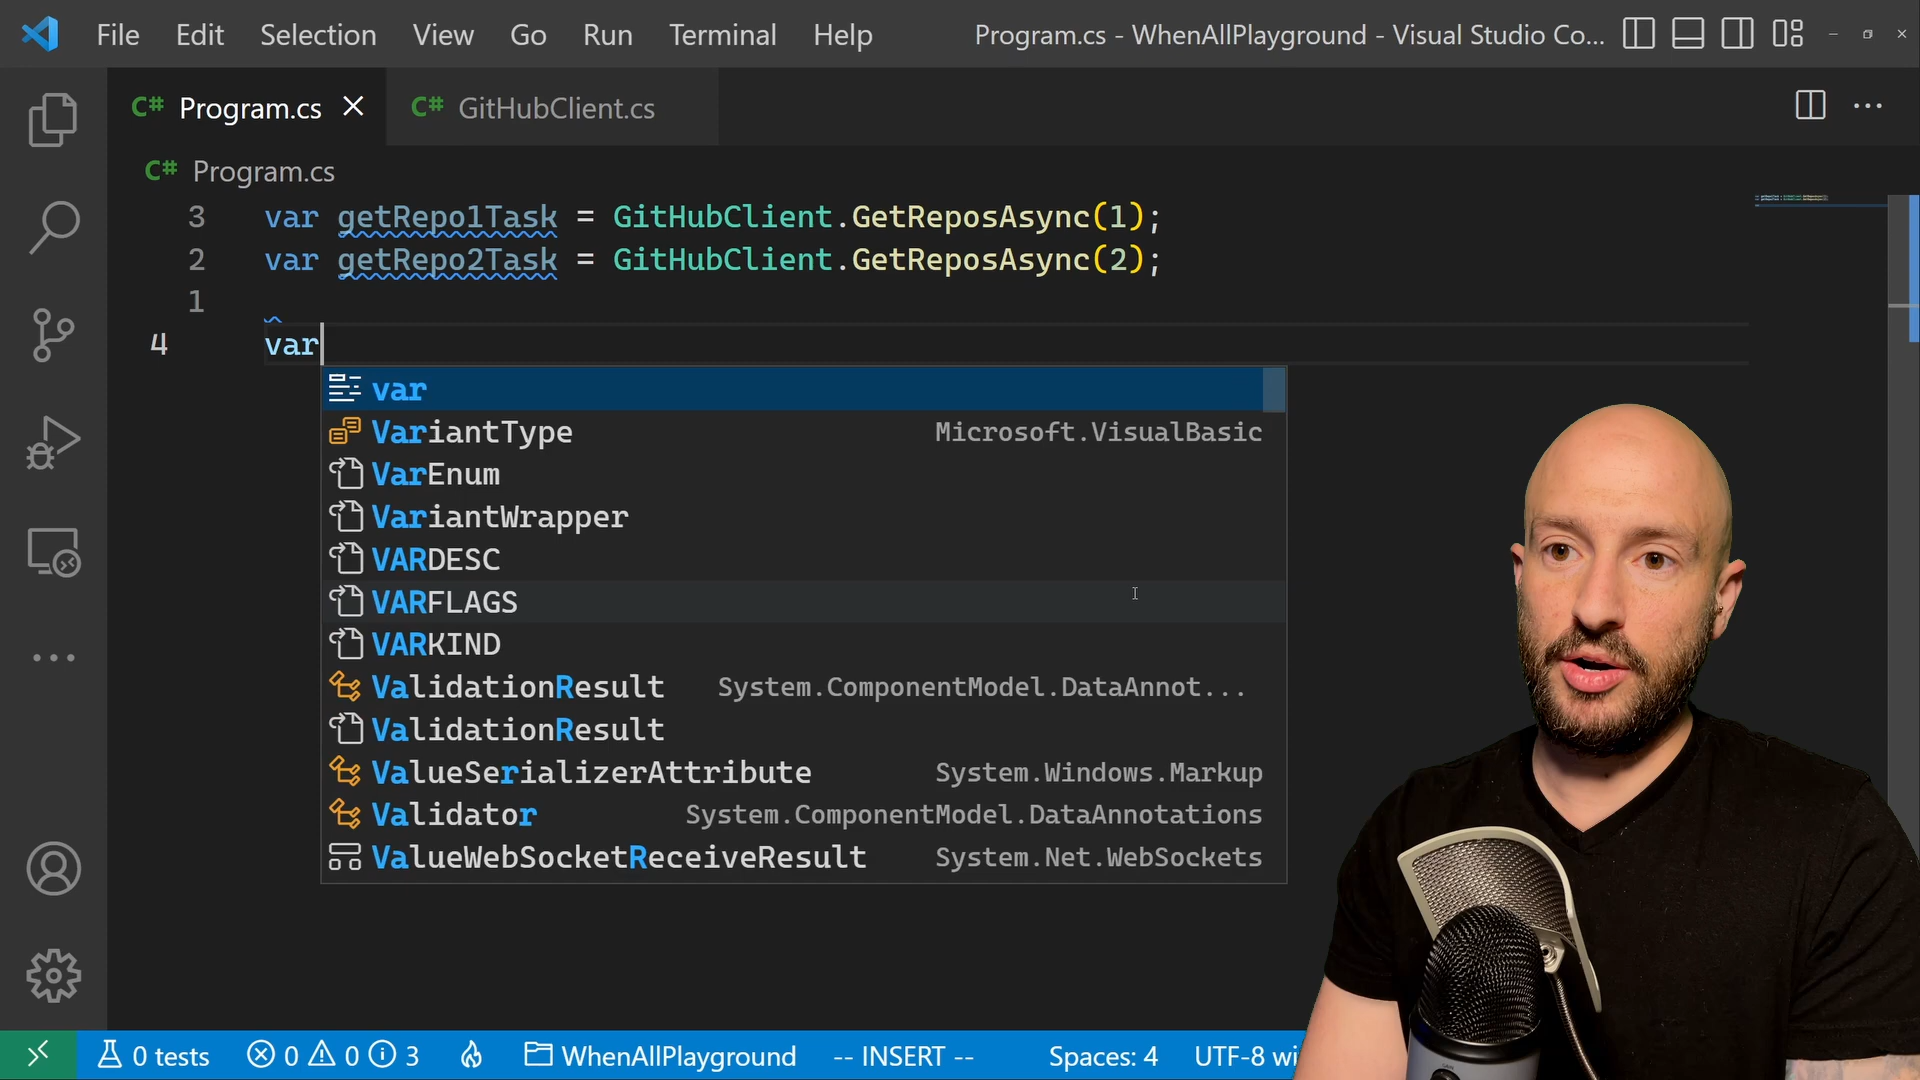 File Edit Selection View Go Run Terminal Help Program.cs - WhenAllPlayground - Visual Studio Co...
C# Program.cs C# GitHubClient.cs
C# Program.cs
3 var getRepo1Task = GitHubClient.GetReposAsync(1);
2 var getRepo2Task = GitHubClient.GetReposAsync(2);
1
4 var
var
VariantType Microsoft.VisualBasic
VarEnum
VariantWrapper
VARDESC
VARFLAGS
VARKIND
ValidationResult System.ComponentModel.DataAnnot...
ValidationResult
ValueSerializerAttribute System.Windows.Markup
Validator System.ComponentModel.DataAnnotations
ValueWebSocketReceiveResult System.Net.WebSockets
0 tests 0 0 3 WhenAllPlayground -- INSERT -- Spaces: 4 UTF-8 wi